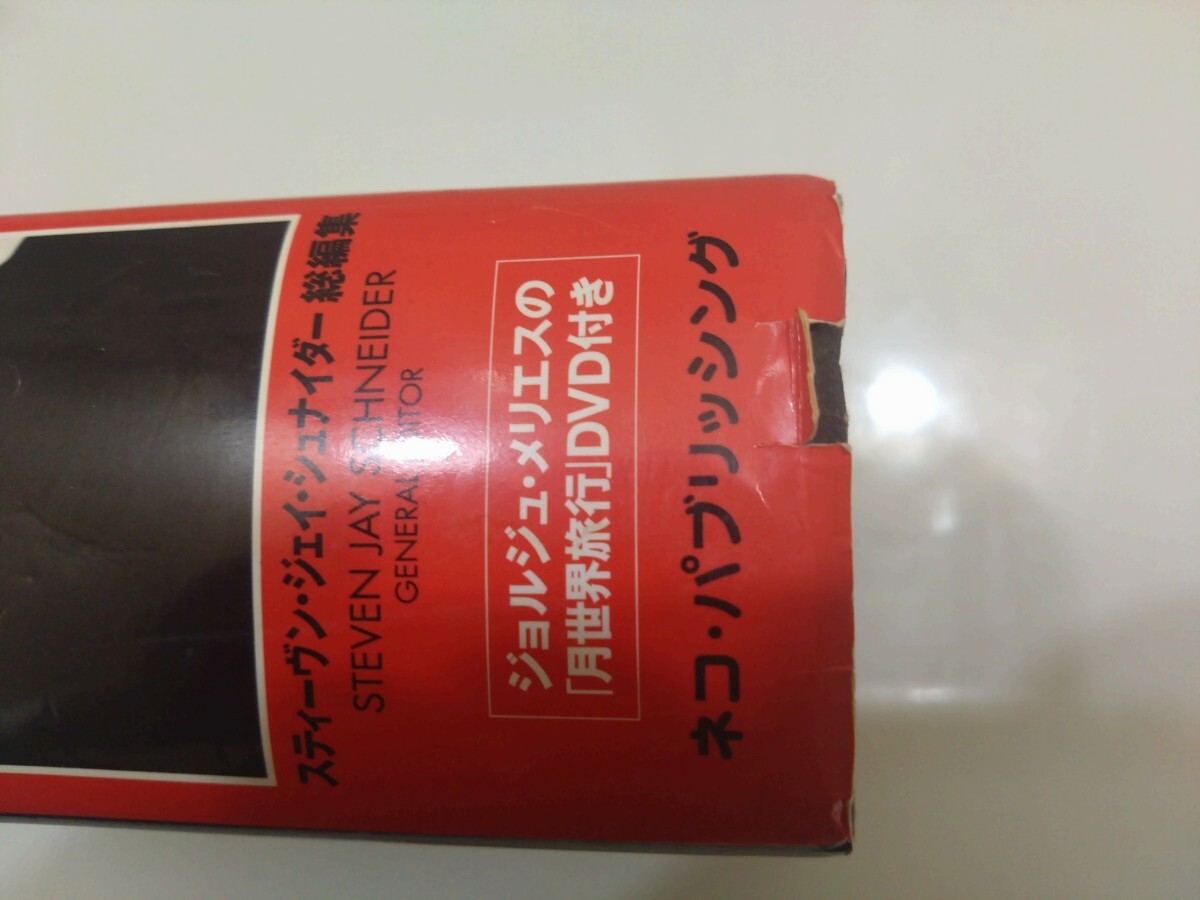 スティーヴン・ジェイ・シュナイダー 総編集
STEVEN JAY SCHNEIDER
GENERAL EDITOR
ジョルジュ・メリエスの
「月世界旅行」DVD付き
ネコ・パブリッシング